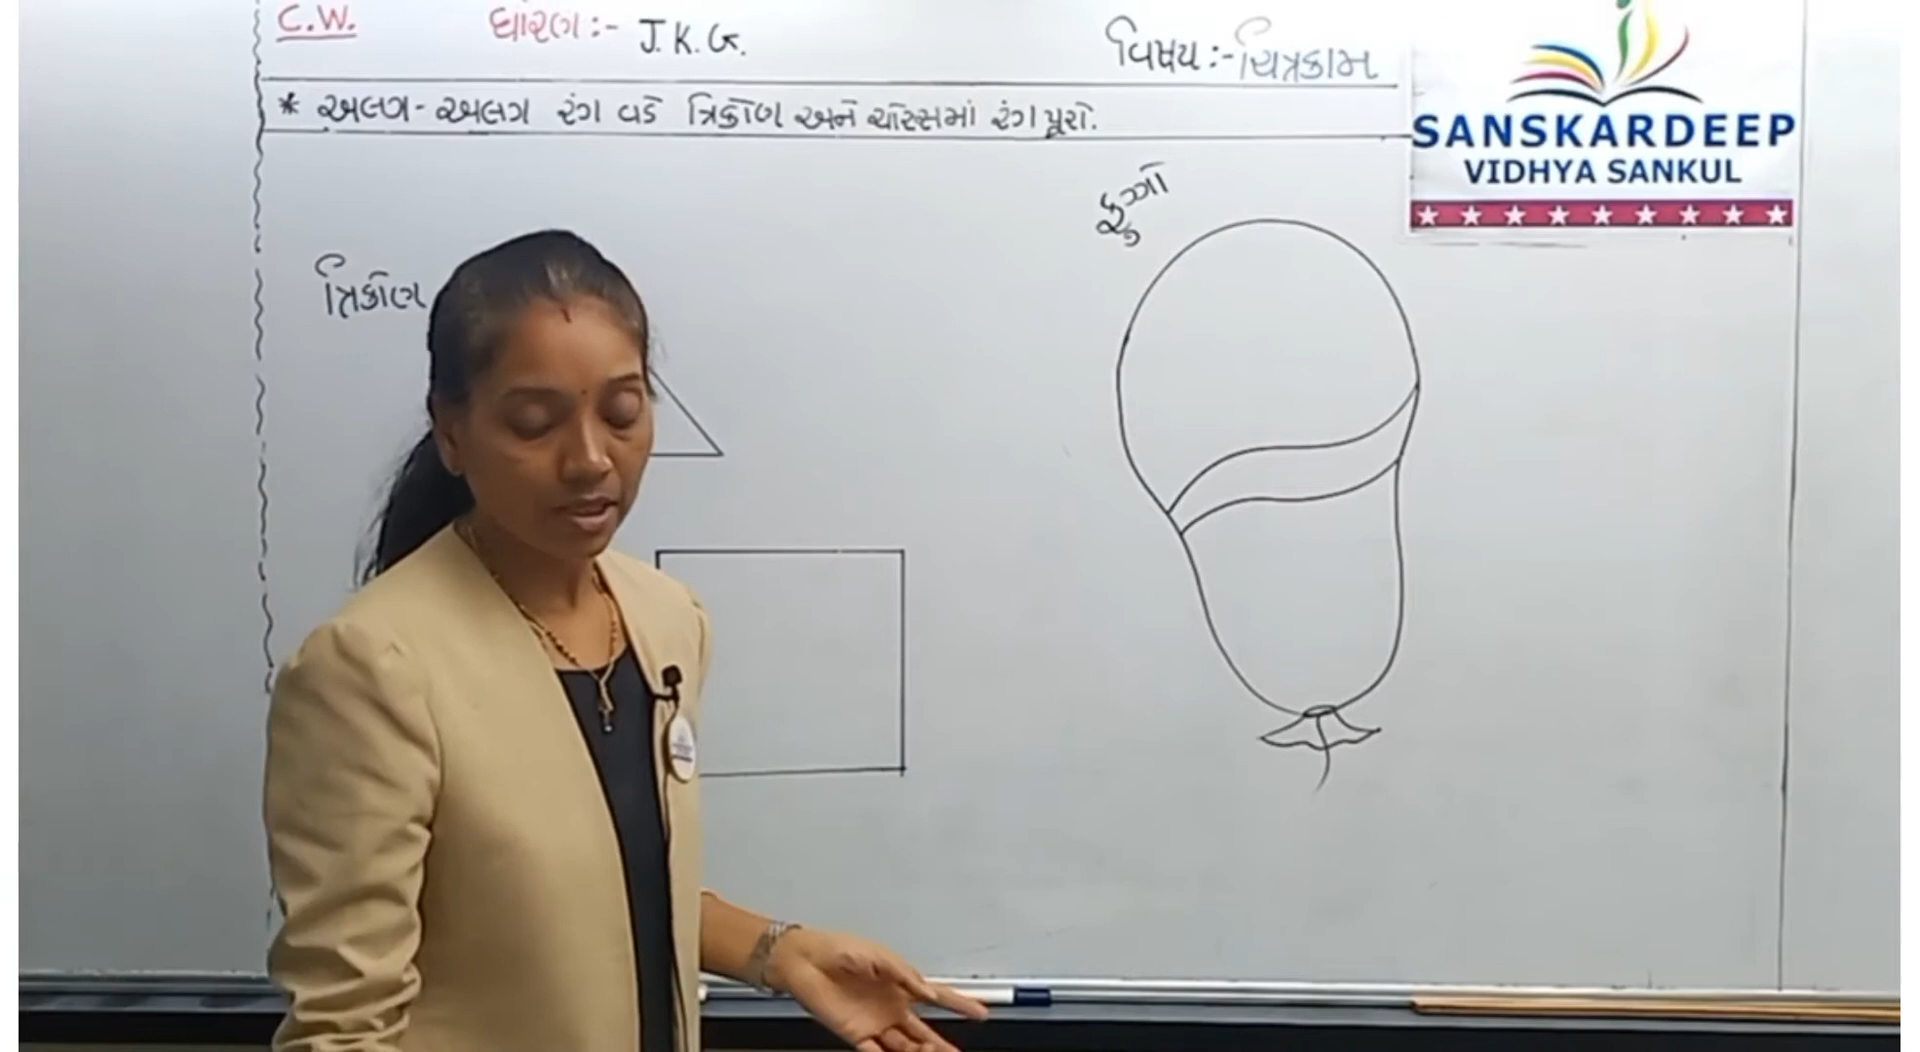 C.W.
ધોરણ :- J.K.G.
વિષય :- ચિત્રકામ
* અલગ - અલગ રંગ વડે ત્રિકોણ અને ચોરસમાં રંગ પૂરો.
SANSKARDEEP
VIDHYA SANKUL
ફુગ્ગો
ત્રિકોણ